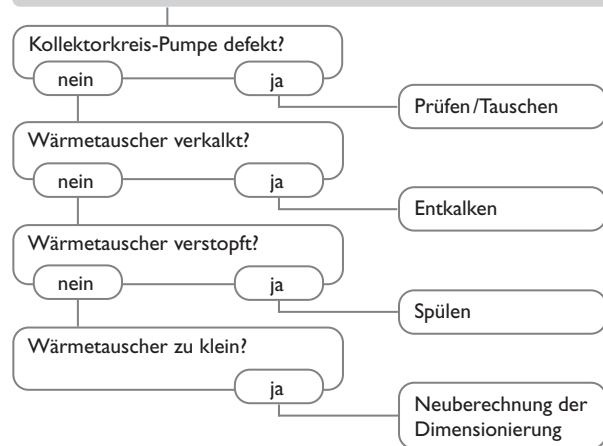 Kollektorkreis-Pumpe defekt?
nein
ja
Prüfen/Tauschen
Wärmetauscher verkalkt?
nein
ja
Entkalken
Wärmetauscher verstopft?
nein
ja
Spülen
Wärmetauscher zu klein?
ja
Neuberechnung der
Dimensionierung